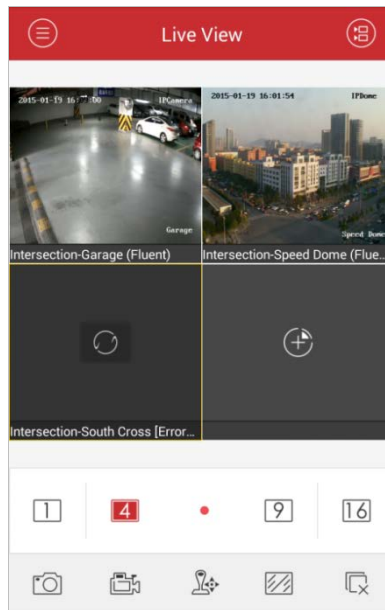 Live View
2015-01-19 16:01:54
IPCamera
IPDome
Garage
Speed Dome
Intersection-Garage (Fluent)
Intersection-Speed Dome (Flue...
Intersection-South Cross [Error...
1
4
9
16